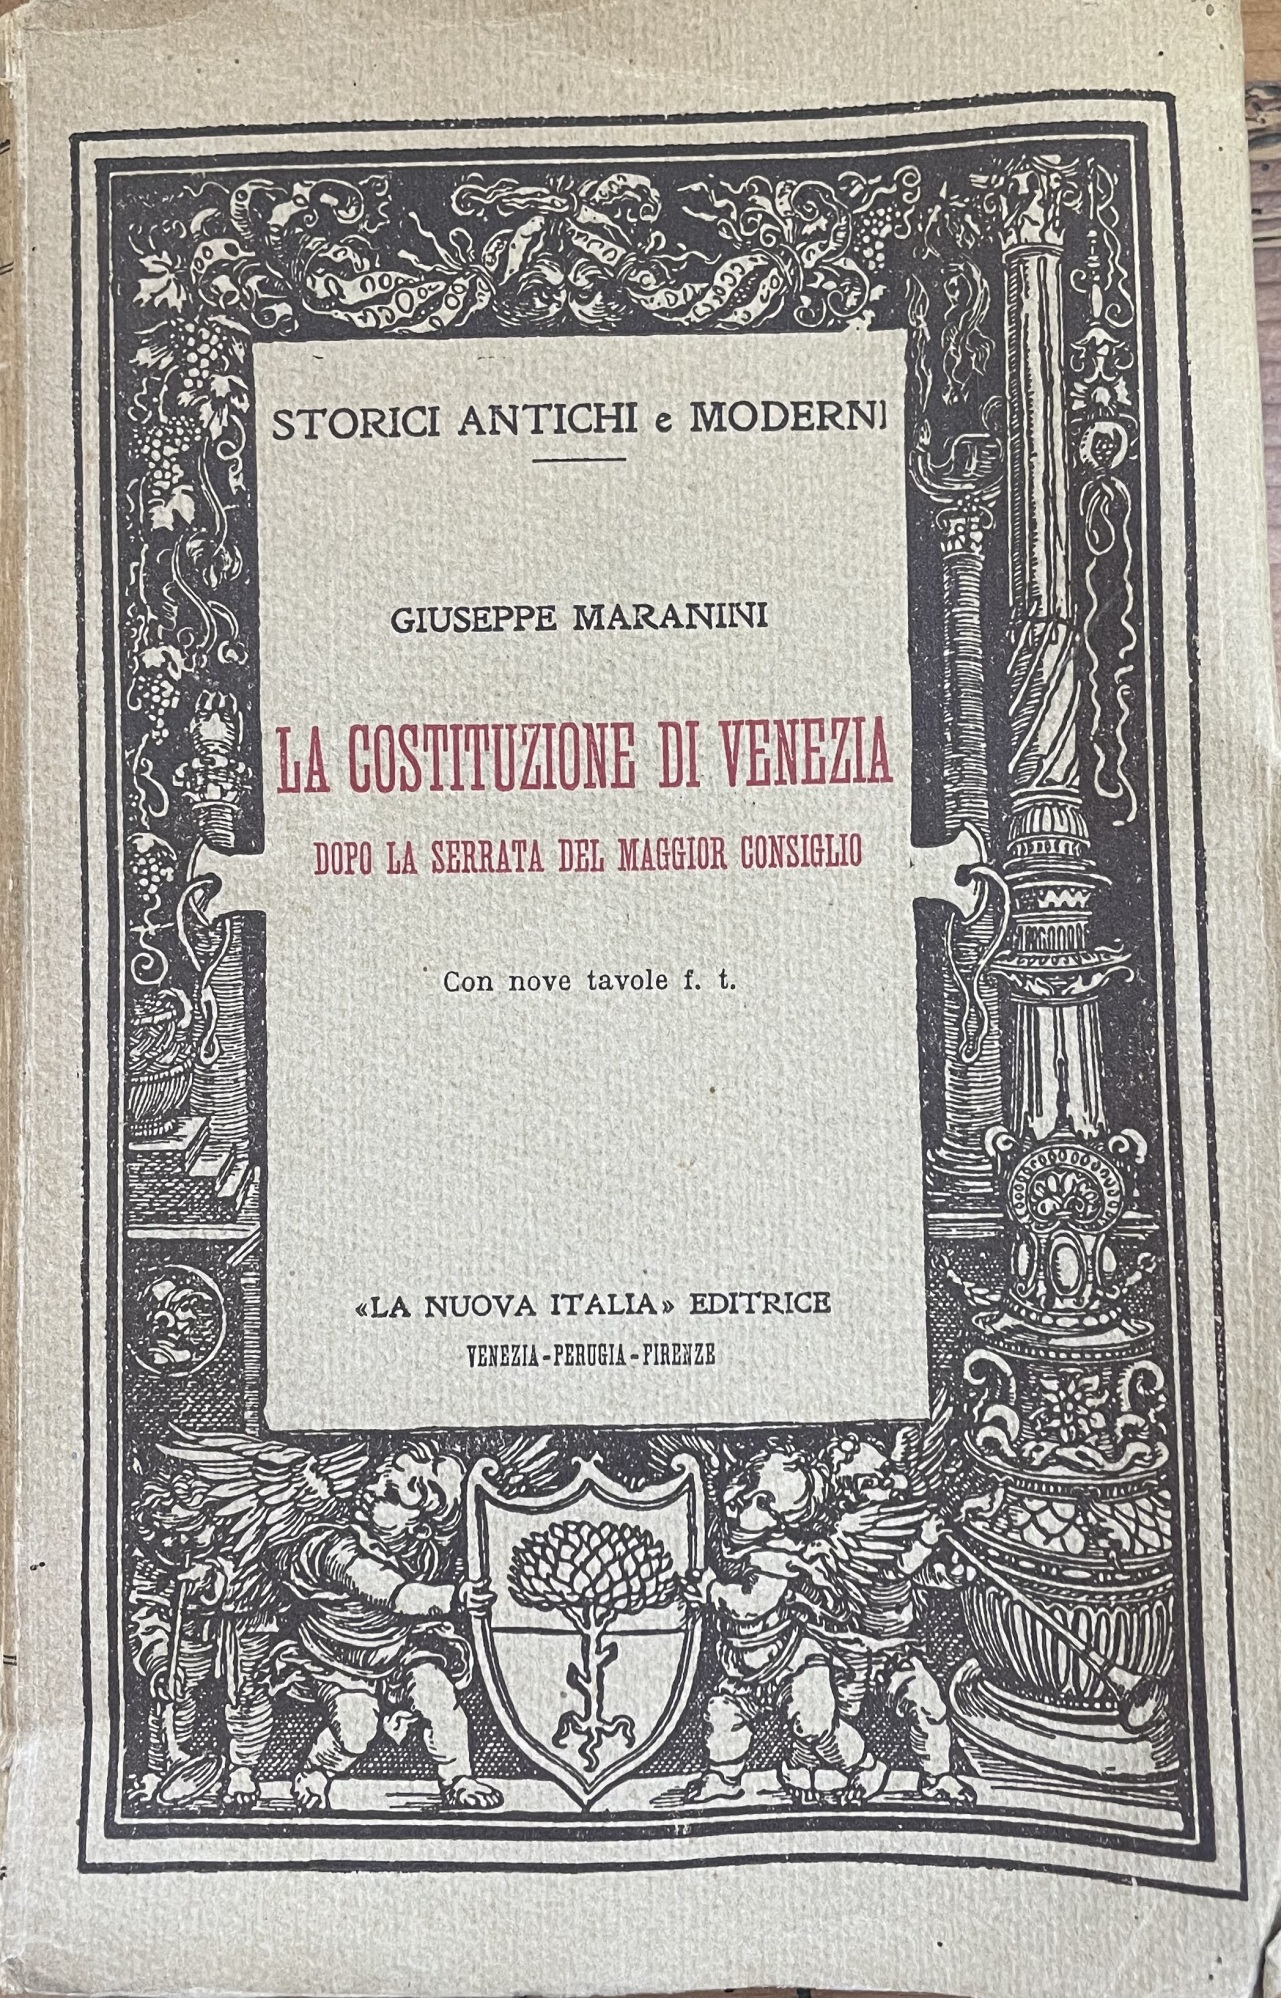 STORICI ANTICHI e MODERNI
GIUSEPPE MARANINI
LA COSTITUZIONE DI VENEZIA
DOPO LA SERRATA DEL MAGGIOR CONSIGLIO
Con nove tavole f. t.
«LA NUOVA ITALIA» EDITRICE
VENEZIA-PERUGIA-FIRENZE